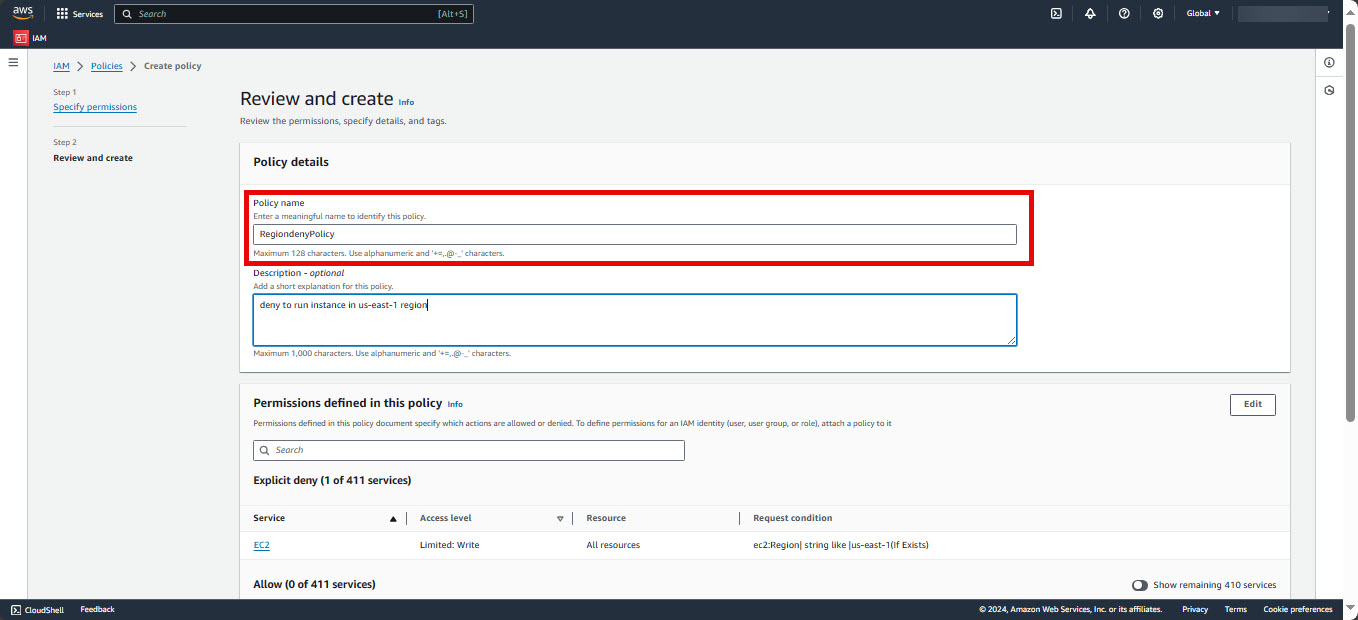 aws Services Search [Alt+S] Global
IAM
IAM Policies Create policy
Step 1
Specify permissions
Step 2
Review and create
Review and create Info
Review the permissions, specify details, and tags.
Policy details
Policy name
Enter a meaningful name to identify this policy.
RegiondenyPolicy
Maximum 128 characters. Use alphanumeric and '+=,.@-_' characters.
Description - optional
Add a short explanation for this policy.
deny to run instance in us-east-1 region
Maximum 1,000 characters. Use alphanumeric and '+=,.@-_' characters.
Permissions defined in this policy Info
Edit
Permissions defined in this policy document specify which actions are allowed or denied. To define permissions for an IAM identity (user, user group, or role), attach a policy to it
Search
Explicit deny (1 of 411 services)
Service Access level Resource Request condition
EC2 Limited: Write All resources ec2:Region| string like |us-east-1(If Exists)
Allow (0 of 411 services) Show remaining 410 services
CloudShell Feedback © 2024, Amazon Web Services, Inc. or its affiliates. Privacy Terms Cookie preferences